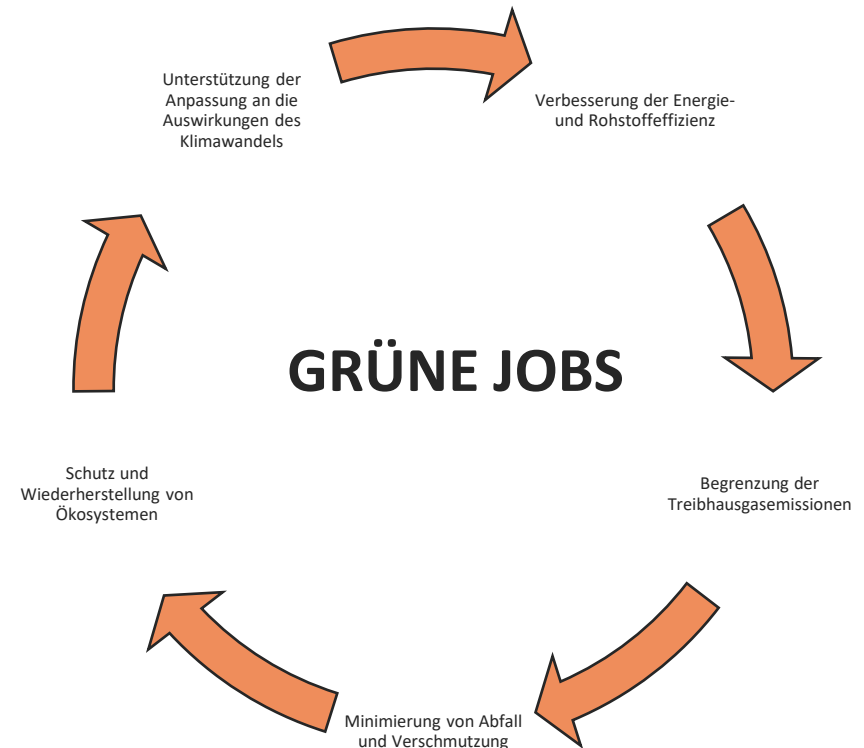 Unterstützung der
Anpassung an die
Auswirkungen des
Klimawandels
Verbesserung der Energie-
und Rohstoffeffizienz
GRÜNE JOBS
Schutz und
Wiederherstellung von
Ökosystemen
Begrenzung der
Treibhausgasemissionen
Minimierung von Abfall
und Verschmutzung